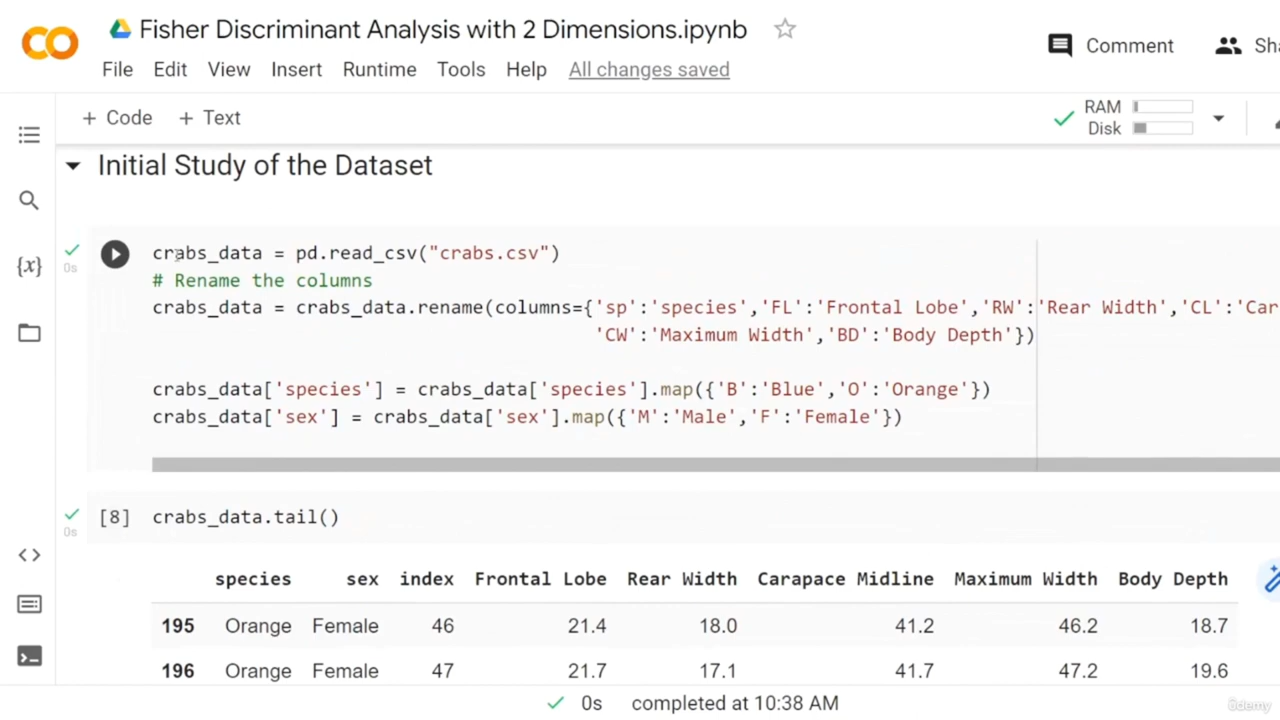 Fisher Discriminant Analysis with 2 Dimensions.ipynb
Comment
File Edit View Insert Runtime Tools Help All changes saved
+ Code + Text
RAM
Disk
Initial Study of the Dataset
0s
crabs_data = pd.read_csv("crabs.csv")
# Rename the columns
crabs_data = crabs_data.rename(columns={'sp':'species','FL':'Frontal Lobe','RW':'Rear Width','CL':'Car
'CW':'Maximum Width','BD':'Body Depth'})
crabs_data['species'] = crabs_data['species'].map({'B':'Blue','O':'Orange'})
crabs_data['sex'] = crabs_data['sex'].map({'M':'Male','F':'Female'})
0s
[8] crabs_data.tail()
species sex index Frontal Lobe Rear Width Carapace Midline Maximum Width Body Depth
195 Orange Female 46 21.4 18.0 41.2 46.2 18.7
196 Orange Female 47 21.7 17.1 41.7 47.2 19.6
0s completed at 10:38 AM
ûdemy